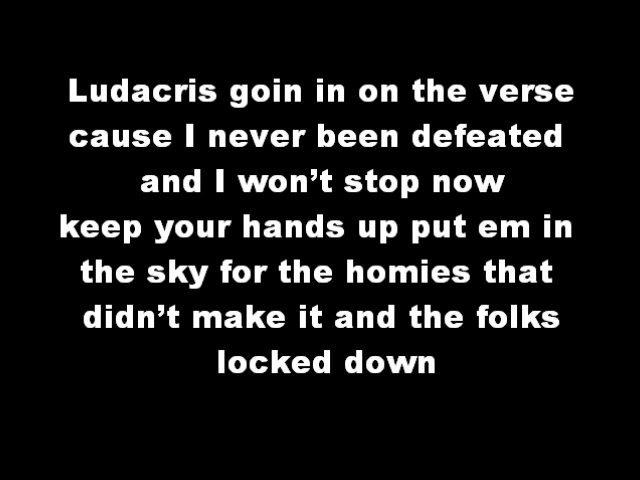 Ludacris goin in on the verse
cause I never been defeated
and I won’t stop now
keep your hands up put em in
the sky for the homies that
didn’t make it and the folks
locked down